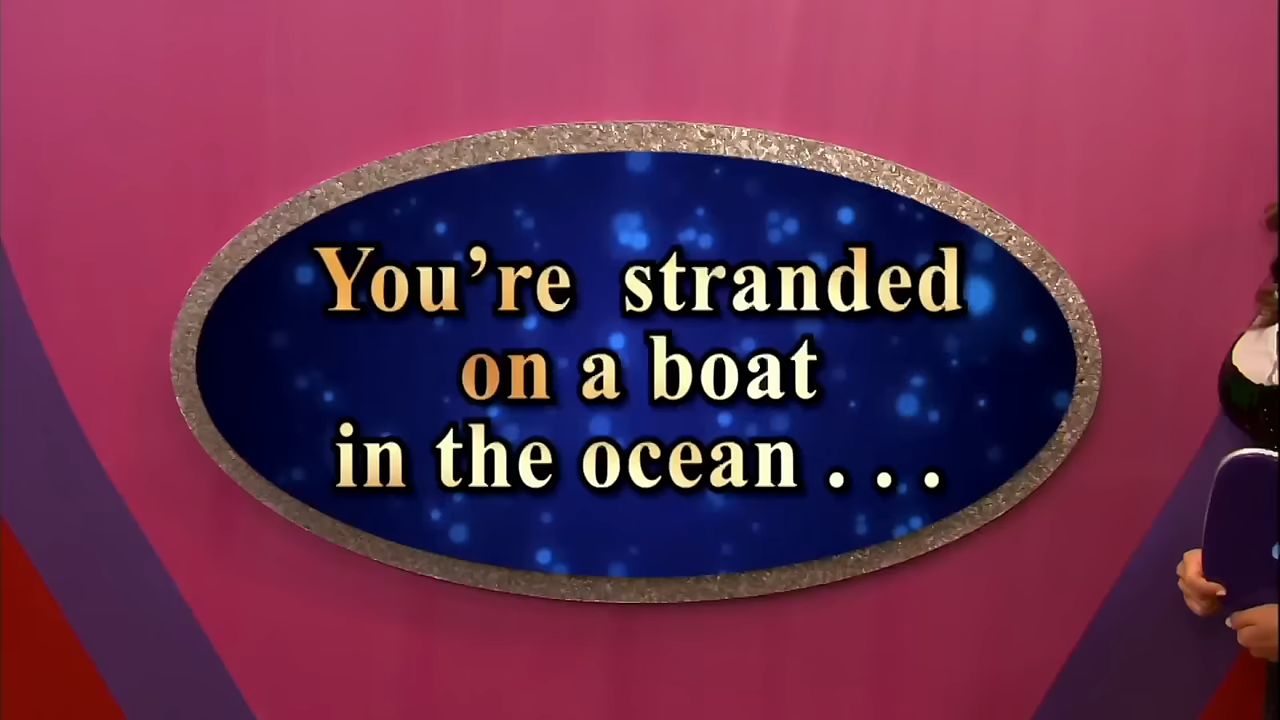 You're stranded
on a boat
in the ocean . . .